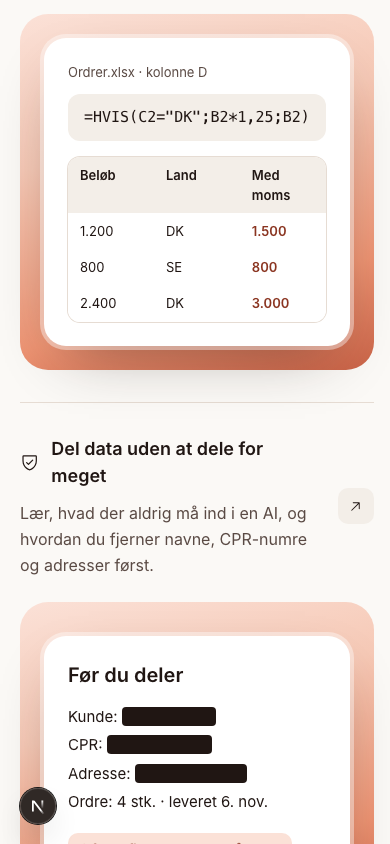 Ordrer.xlsx · kolonne D
=HVIS(C2="DK";B2*1,25;B2)
Beløb Land Med
moms
1.200 DK 1.500
800 SE 800
2.400 DK 3.000
Del data uden at dele for
meget
Lær, hvad der aldrig må ind i en AI, og
hvordan du fjerner navne, CPR-numre
og adresser først.
Før du deler
Kunde:
CPR:
Adresse:
Ordre: 4 stk. · leveret 6. nov.
N